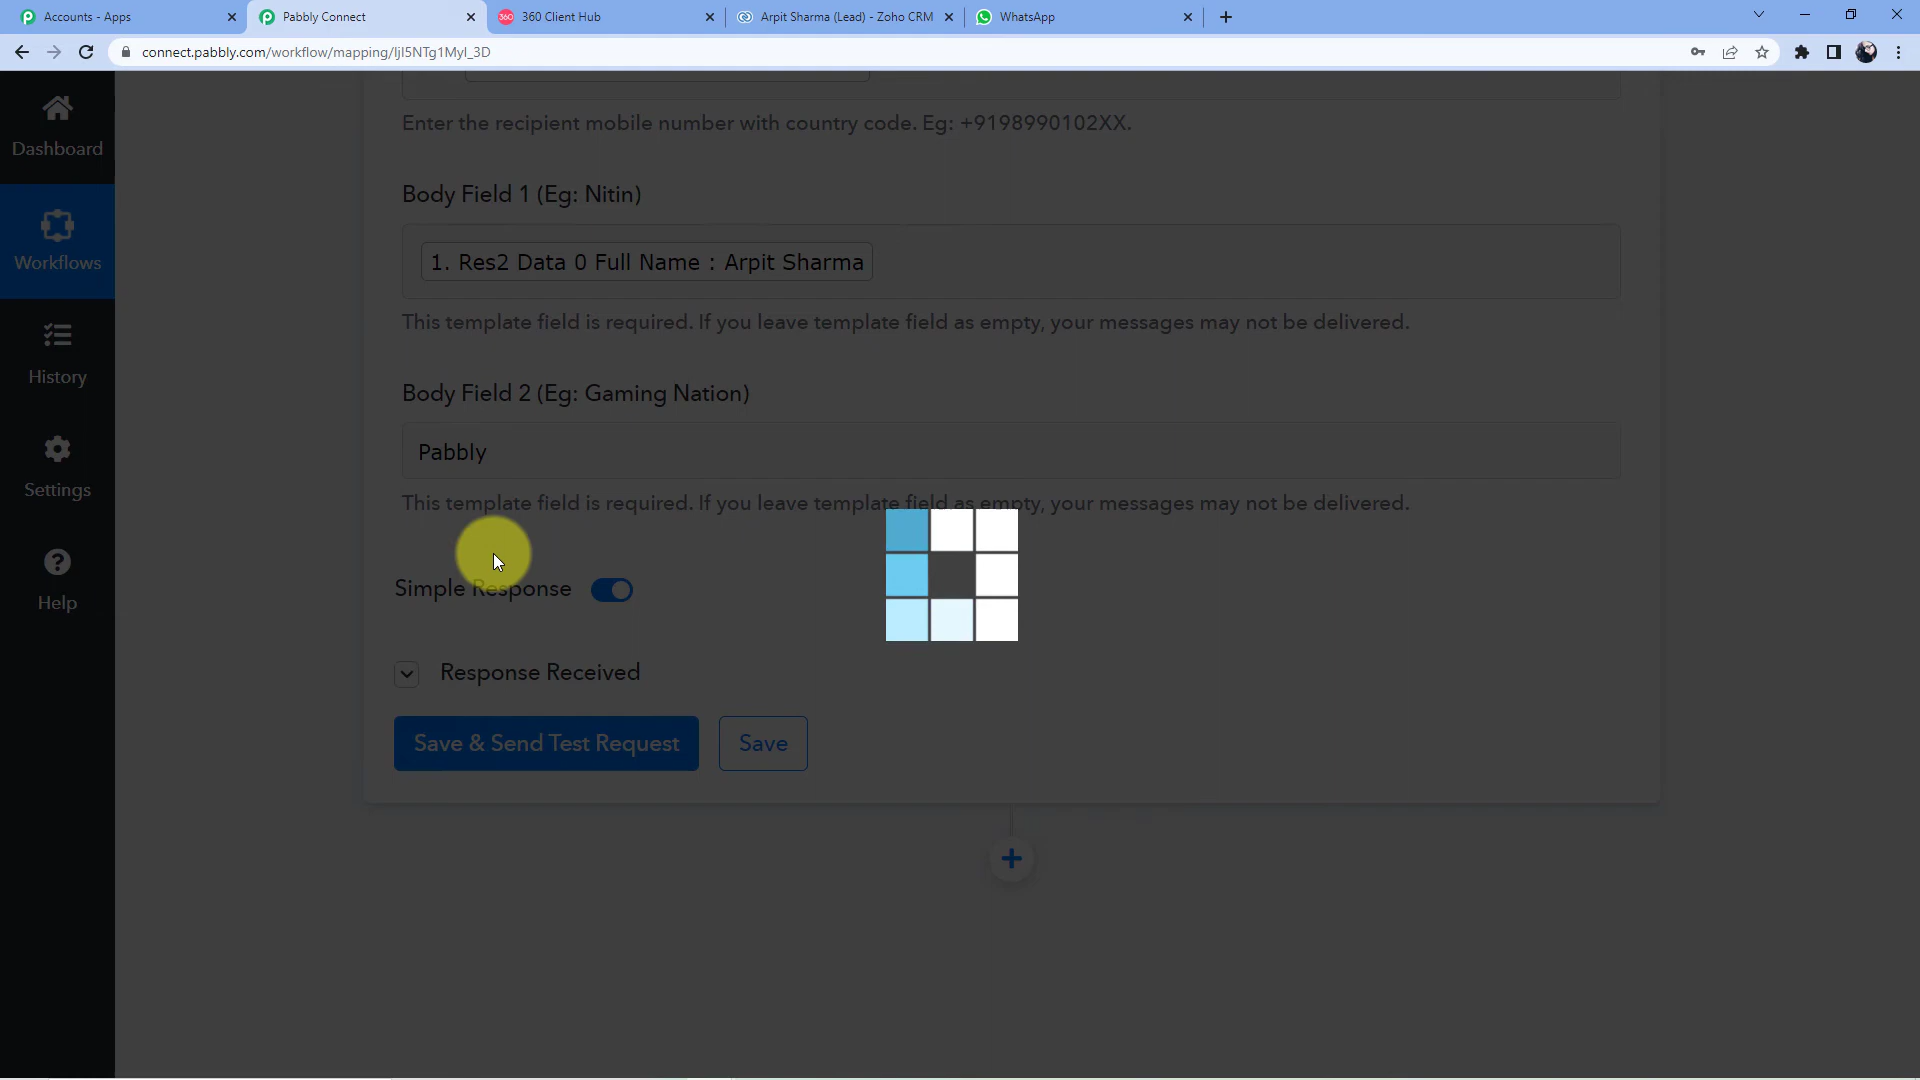 Accounts - Apps
Pabbly Connect
360 Client Hub
Arpit Sharma (Lead) - Zoho CRM
WhatsApp
connect.pabbly.com/workflow/mapping/IjI5NTg1MyI_3D
Dashboard
Workflows
History
Settings
Help
Enter the recipient mobile number with country code. Eg: +9198990102XX.
Body Field 1 (Eg: Nitin)
1. Res2 Data 0 Full Name : Arpit Sharma
This template field is required. If you leave template field as empty, your messages may not be delivered.
Body Field 2 (Eg: Gaming Nation)
Pabbly
This template field is required. If you leave template field as empty, your messages may not be delivered.
Simple Response
Response Received
Save & Send Test Request
Save